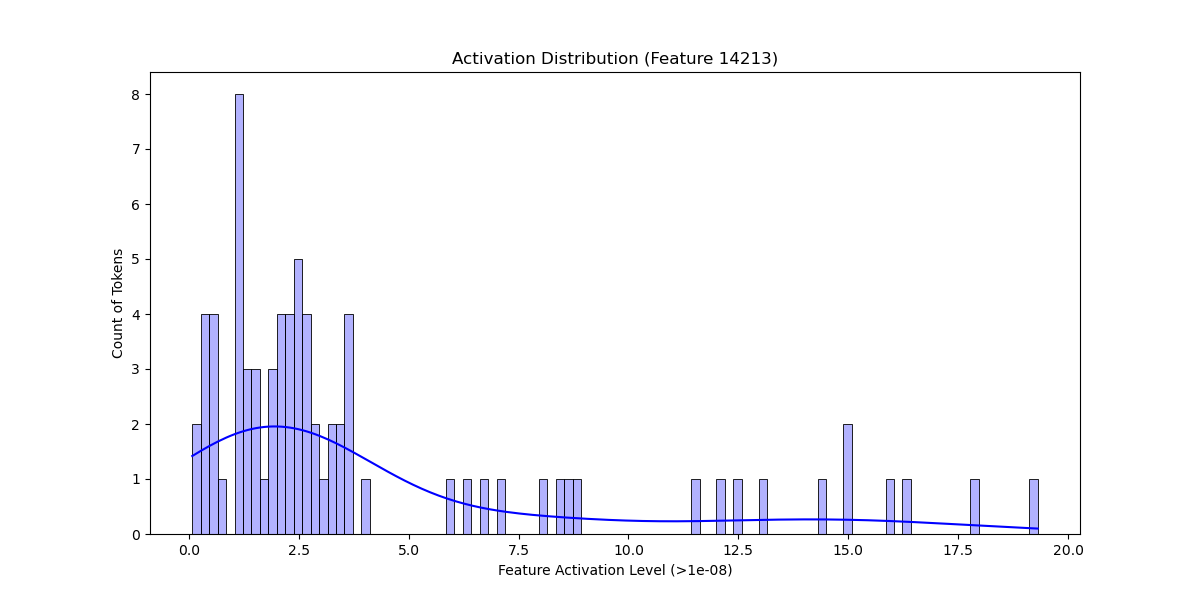 Activation Distribution (Feature 14213)
8
7
6
5
4
3
2
1
0
Count of Tokens
0.0 2.5 5.0 7.5 10.0 12.5 15.0 17.5 20.0
Feature Activation Level (>1e-08)